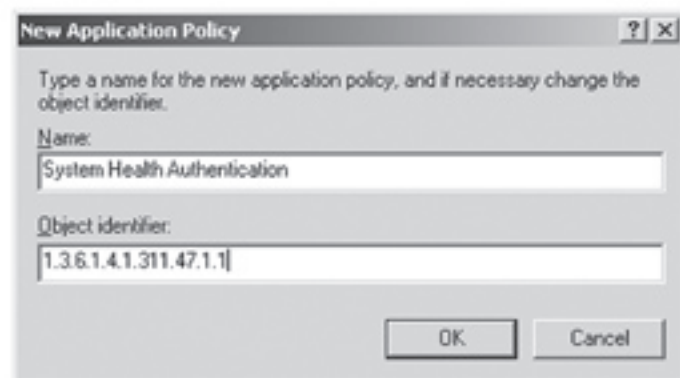 New Application Policy
Type a name for the new application policy, and if necessary change the
object identifier.
Name:
System Health Authentication
Object identifier:
1.3.6.1.4.1.311.47.1.1
OK
Cancel